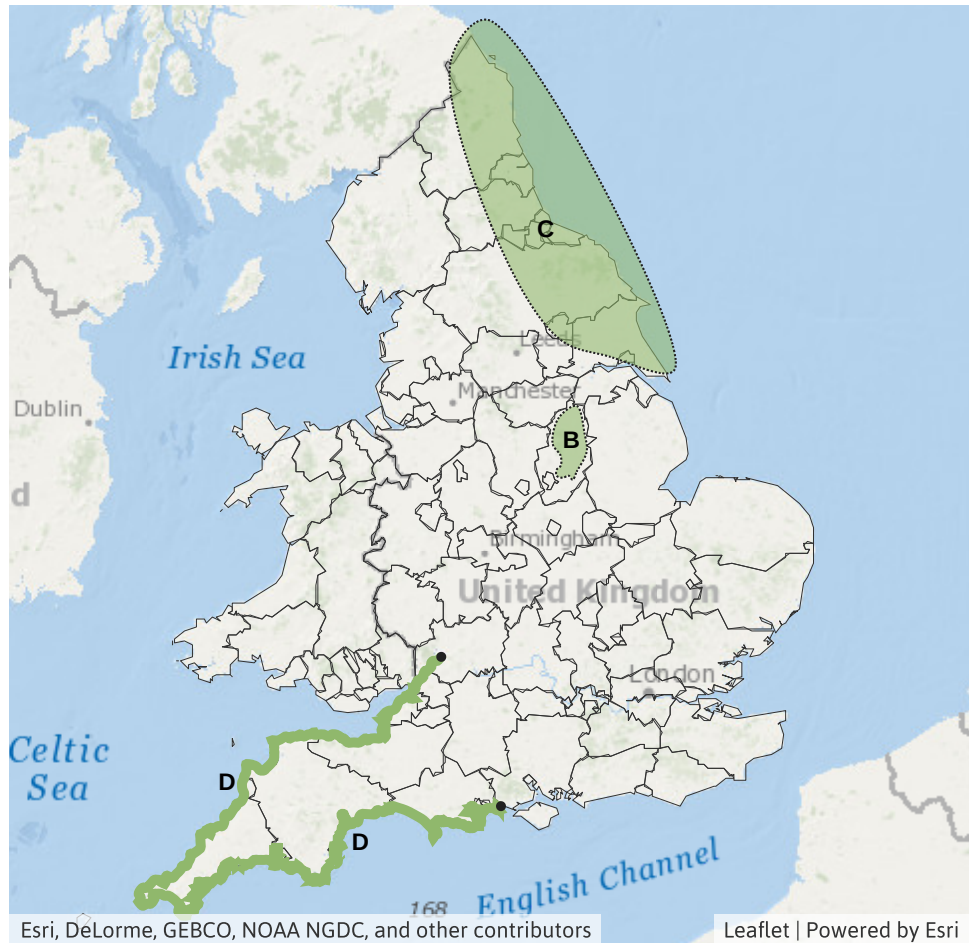 C
Leeds
Irish Sea
Manchester
Dublin
B
d
Birmingham
United Kingdom
London
Celtic
Sea
D
D
English Channel
168
Esri, DeLorme, GEBCO, NOAA NGDC, and other contributors
Leaflet | Powered by Esri